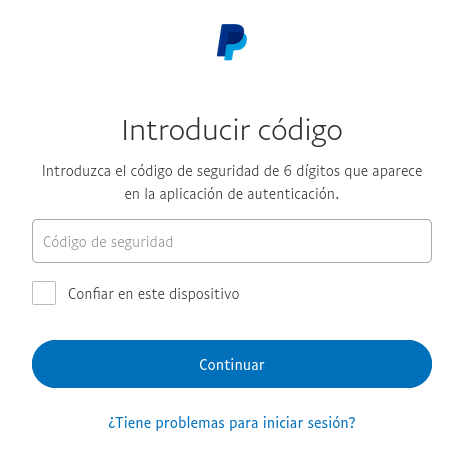 Introducir código
Introduzca el código de seguridad de 6 dígitos que aparece
en la aplicación de autenticación.
Código de seguridad
Confiar en este dispositivo
Continuar
¿Tiene problemas para iniciar sesión?